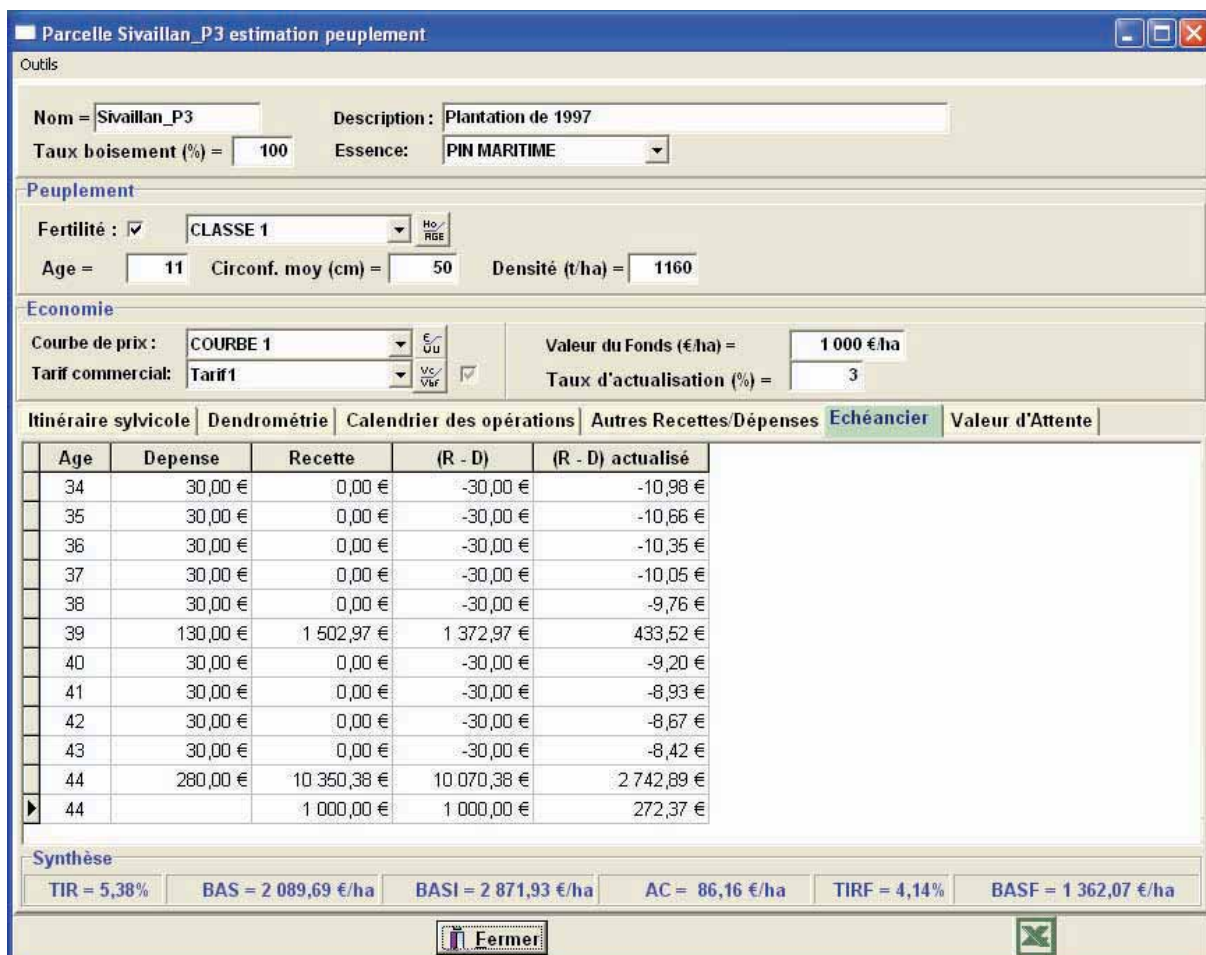 Parcelle Sivaillan_P3 estimation peuplement
Outils
Nom = Sivaillan_P3 Description : Plantation de 1997
Taux boisement (%) = 100 Essence: PIN MARITIME
Peuplement
Fertilité : CLASSE 1 Ho/AGE
Age = 11 Circonf. moy (cm) = 50 Densité (t/ha) = 1160
Economie
Courbe de prix : COURBE 1 €/VU Valeur du Fonds (€/ha) = 1 000 €/ha
Tarif commercial: Tarif1 Vc/Vbf Taux d'actualisation (%) = 3
Itinéraire sylvicole Dendrométrie Calendrier des opérations Autres Recettes/Dépenses Echéancier Valeur d'Attente
Age Depense Recette (R - D) (R - D) actualisé
34 30,00 € 0,00 € -30,00 € -10,98 €
35 30,00 € 0,00 € -30,00 € -10,66 €
36 30,00 € 0,00 € -30,00 € -10,35 €
37 30,00 € 0,00 € -30,00 € -10,05 €
38 30,00 € 0,00 € -30,00 € -9,76 €
39 130,00 € 1 502,97 € 1 372,97 € 433,52 €
40 30,00 € 0,00 € -30,00 € -9,20 €
41 30,00 € 0,00 € -30,00 € -8,93 €
42 30,00 € 0,00 € -30,00 € -8,67 €
43 30,00 € 0,00 € -30,00 € -8,42 €
44 280,00 € 10 350,38 € 10 070,38 € 2 742,89 €
44 1 000,00 € 1 000,00 € 272,37 €
Synthèse
TIR = 5,38% BAS = 2 089,69 €/ha BASI = 2 871,93 €/ha AC = 86,16 €/ha TIRF = 4,14% BASF = 1 362,07 €/ha
Fermer